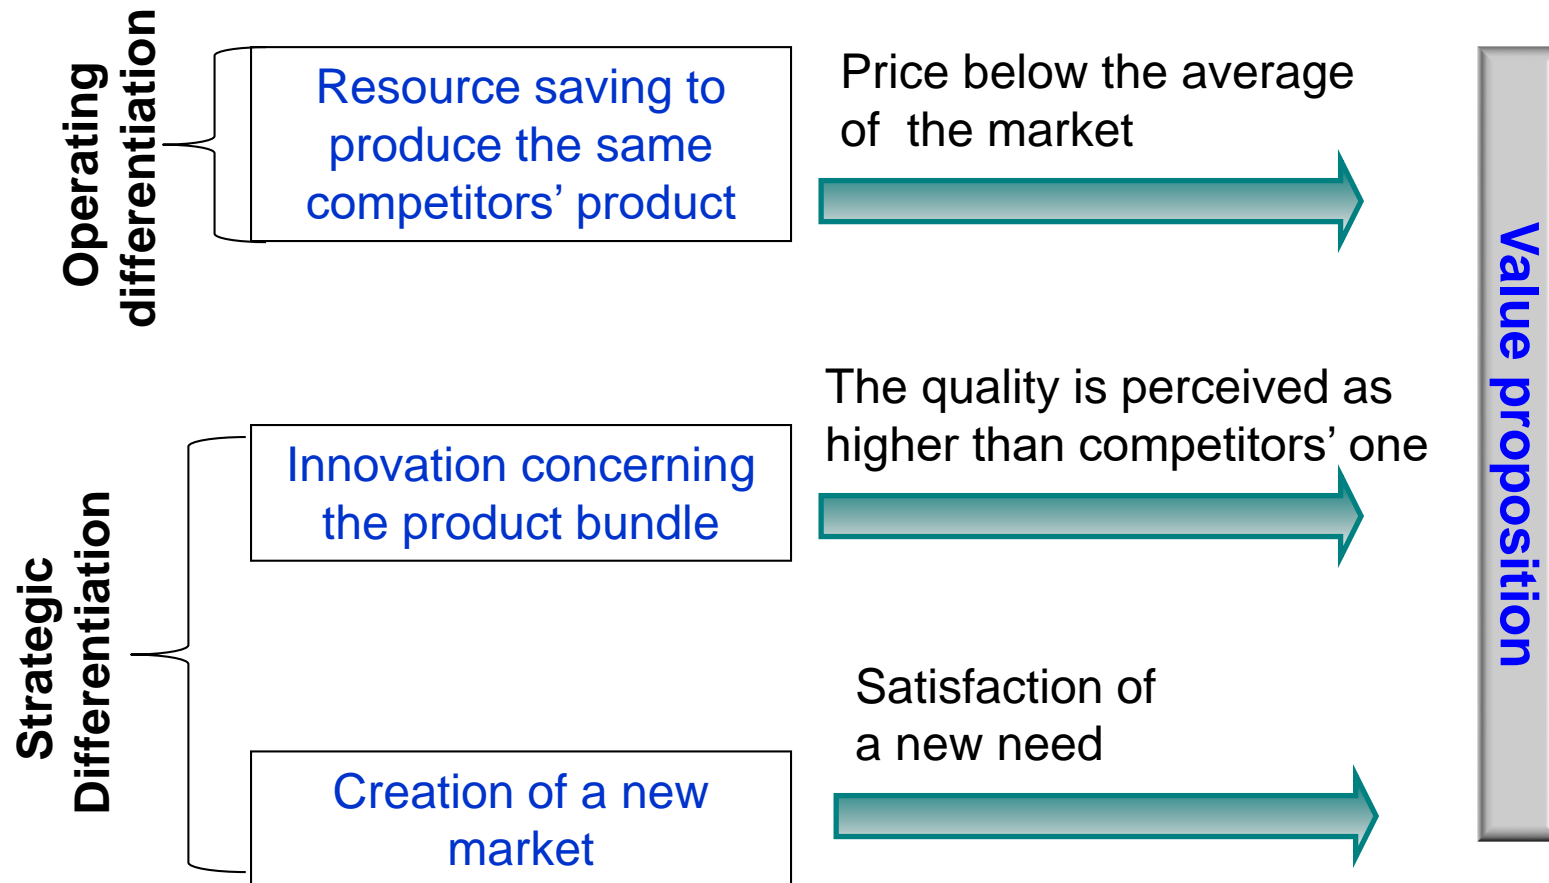 Operating
differentiation
Resource saving to
produce the same
competitors’ product
Price below the average
of  the market
Strategic
Differentiation
Innovation concerning
the product bundle
The quality is perceived as
higher than competitors’ one
Creation of a new
market
Satisfaction of
a new need
Value proposition